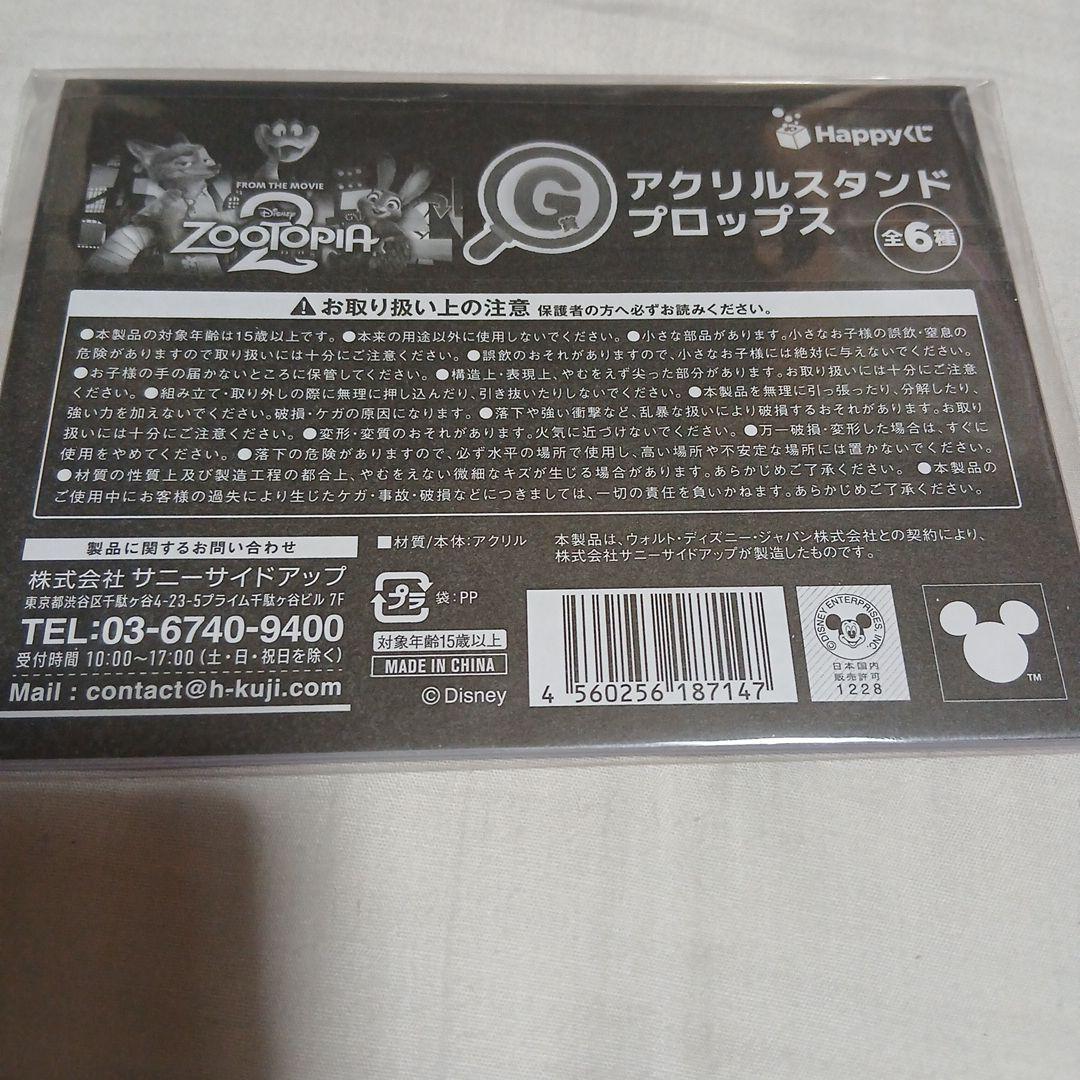 Happyくじ
FROM THE MOVIE
DISNEY
ZOOTOPIA
2
G賞
アクリルスタンド
プロップス
全6種
お取り扱い上の注意 保護者の方へ必ずお読みください。
●本製品の対象年齢は15歳以上です。●本来の用途以外に使用しないでください。●小さな部品があります。小さなお子様の誤飲・窒息の
危険がありますので取り扱いには十分にご注意ください。●誤飲のおそれがありますので、小さなお子様には絶対に与えないでください。
●お子様の手の届かないところに保管してください。●構造上・表現上、やむをえず尖った部分があります。お取り扱いには十分にご注意
ください。●組み立て・取り外しの際に無理に押し込んだり、引き抜いたりしないでください。●本製品を無理に引っ張ったり、分解したり、
強い力を加えないでください。破損・ケガの原因になります。●落下や強い衝撃など、乱暴な扱いにより破損するおそれがあります。お取り
扱いには十分にご注意ください。●変形・変質のおそれがあります。火気に近づけないでください。●万一破損・変形した場合は、すぐに
使用をやめてください。●落下の危険がありますので、必ず水平の場所で使用し、高い場所や不安定な場所には置かないでください。
●材質の性質上及び製造工程の都合上、やむをえない微細なキズが生じる場合があります。あらかじめご了承ください。●本製品の
ご使用中にお客様の過失により生じたケガ・事故・破損などにつきましては、一切の責任を負いかねます。あらかじめご了承ください。
製品に関するお問い合わせ
株式会社 サニーサイドアップ
東京都渋谷区千駄ヶ谷4-23-5プライム千駄ヶ谷ビル 7F
TEL:03-6740-9400
受付時間 10:00〜17:00(土・日・祝日を除く)
Mail : contact@h-kuji.com
■材質/本体:アクリル
プラ 袋:PP
対象年齢15歳以上
MADE IN CHINA
©Disney
本製品は、ウォルト・ディズニー・ジャパン株式会社との契約により、
株式会社サニーサイドアップが製造したものです。
4 560256 187147
©DISNEY ENTERPRISES, INC.
日本国内
販売許可
1228
TM